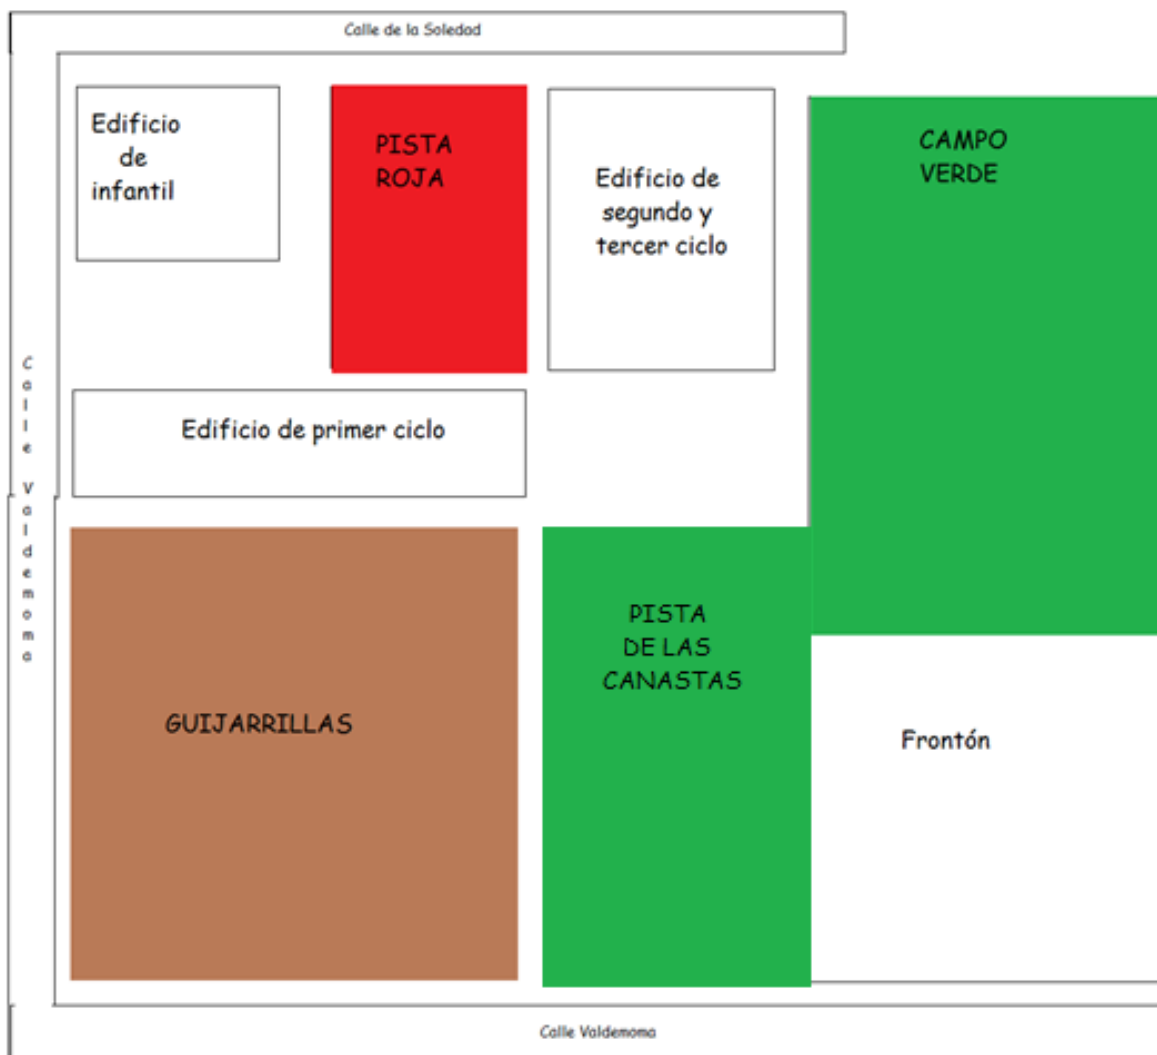 Calle de la Soledad
Edificio
de
infantil
PISTA
ROJA
Edificio de
segundo y
tercer ciclo
CAMPO
VERDE
Calle Valdemoma
Edificio de primer ciclo
GUIJARRILLAS
PISTA
DE LAS
CANASTAS
Frontón
Calle Valdemoma